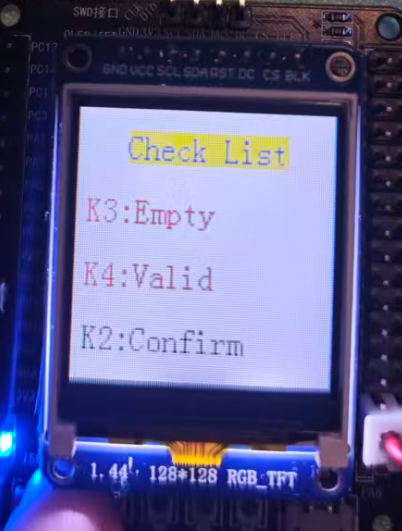 SWD接口
GND VCC SCL SDA RST DC CS BLK
Check List
K3:Empty
K4:Valid
K2:Confirm
1.44' 128*128 RGB_TFT